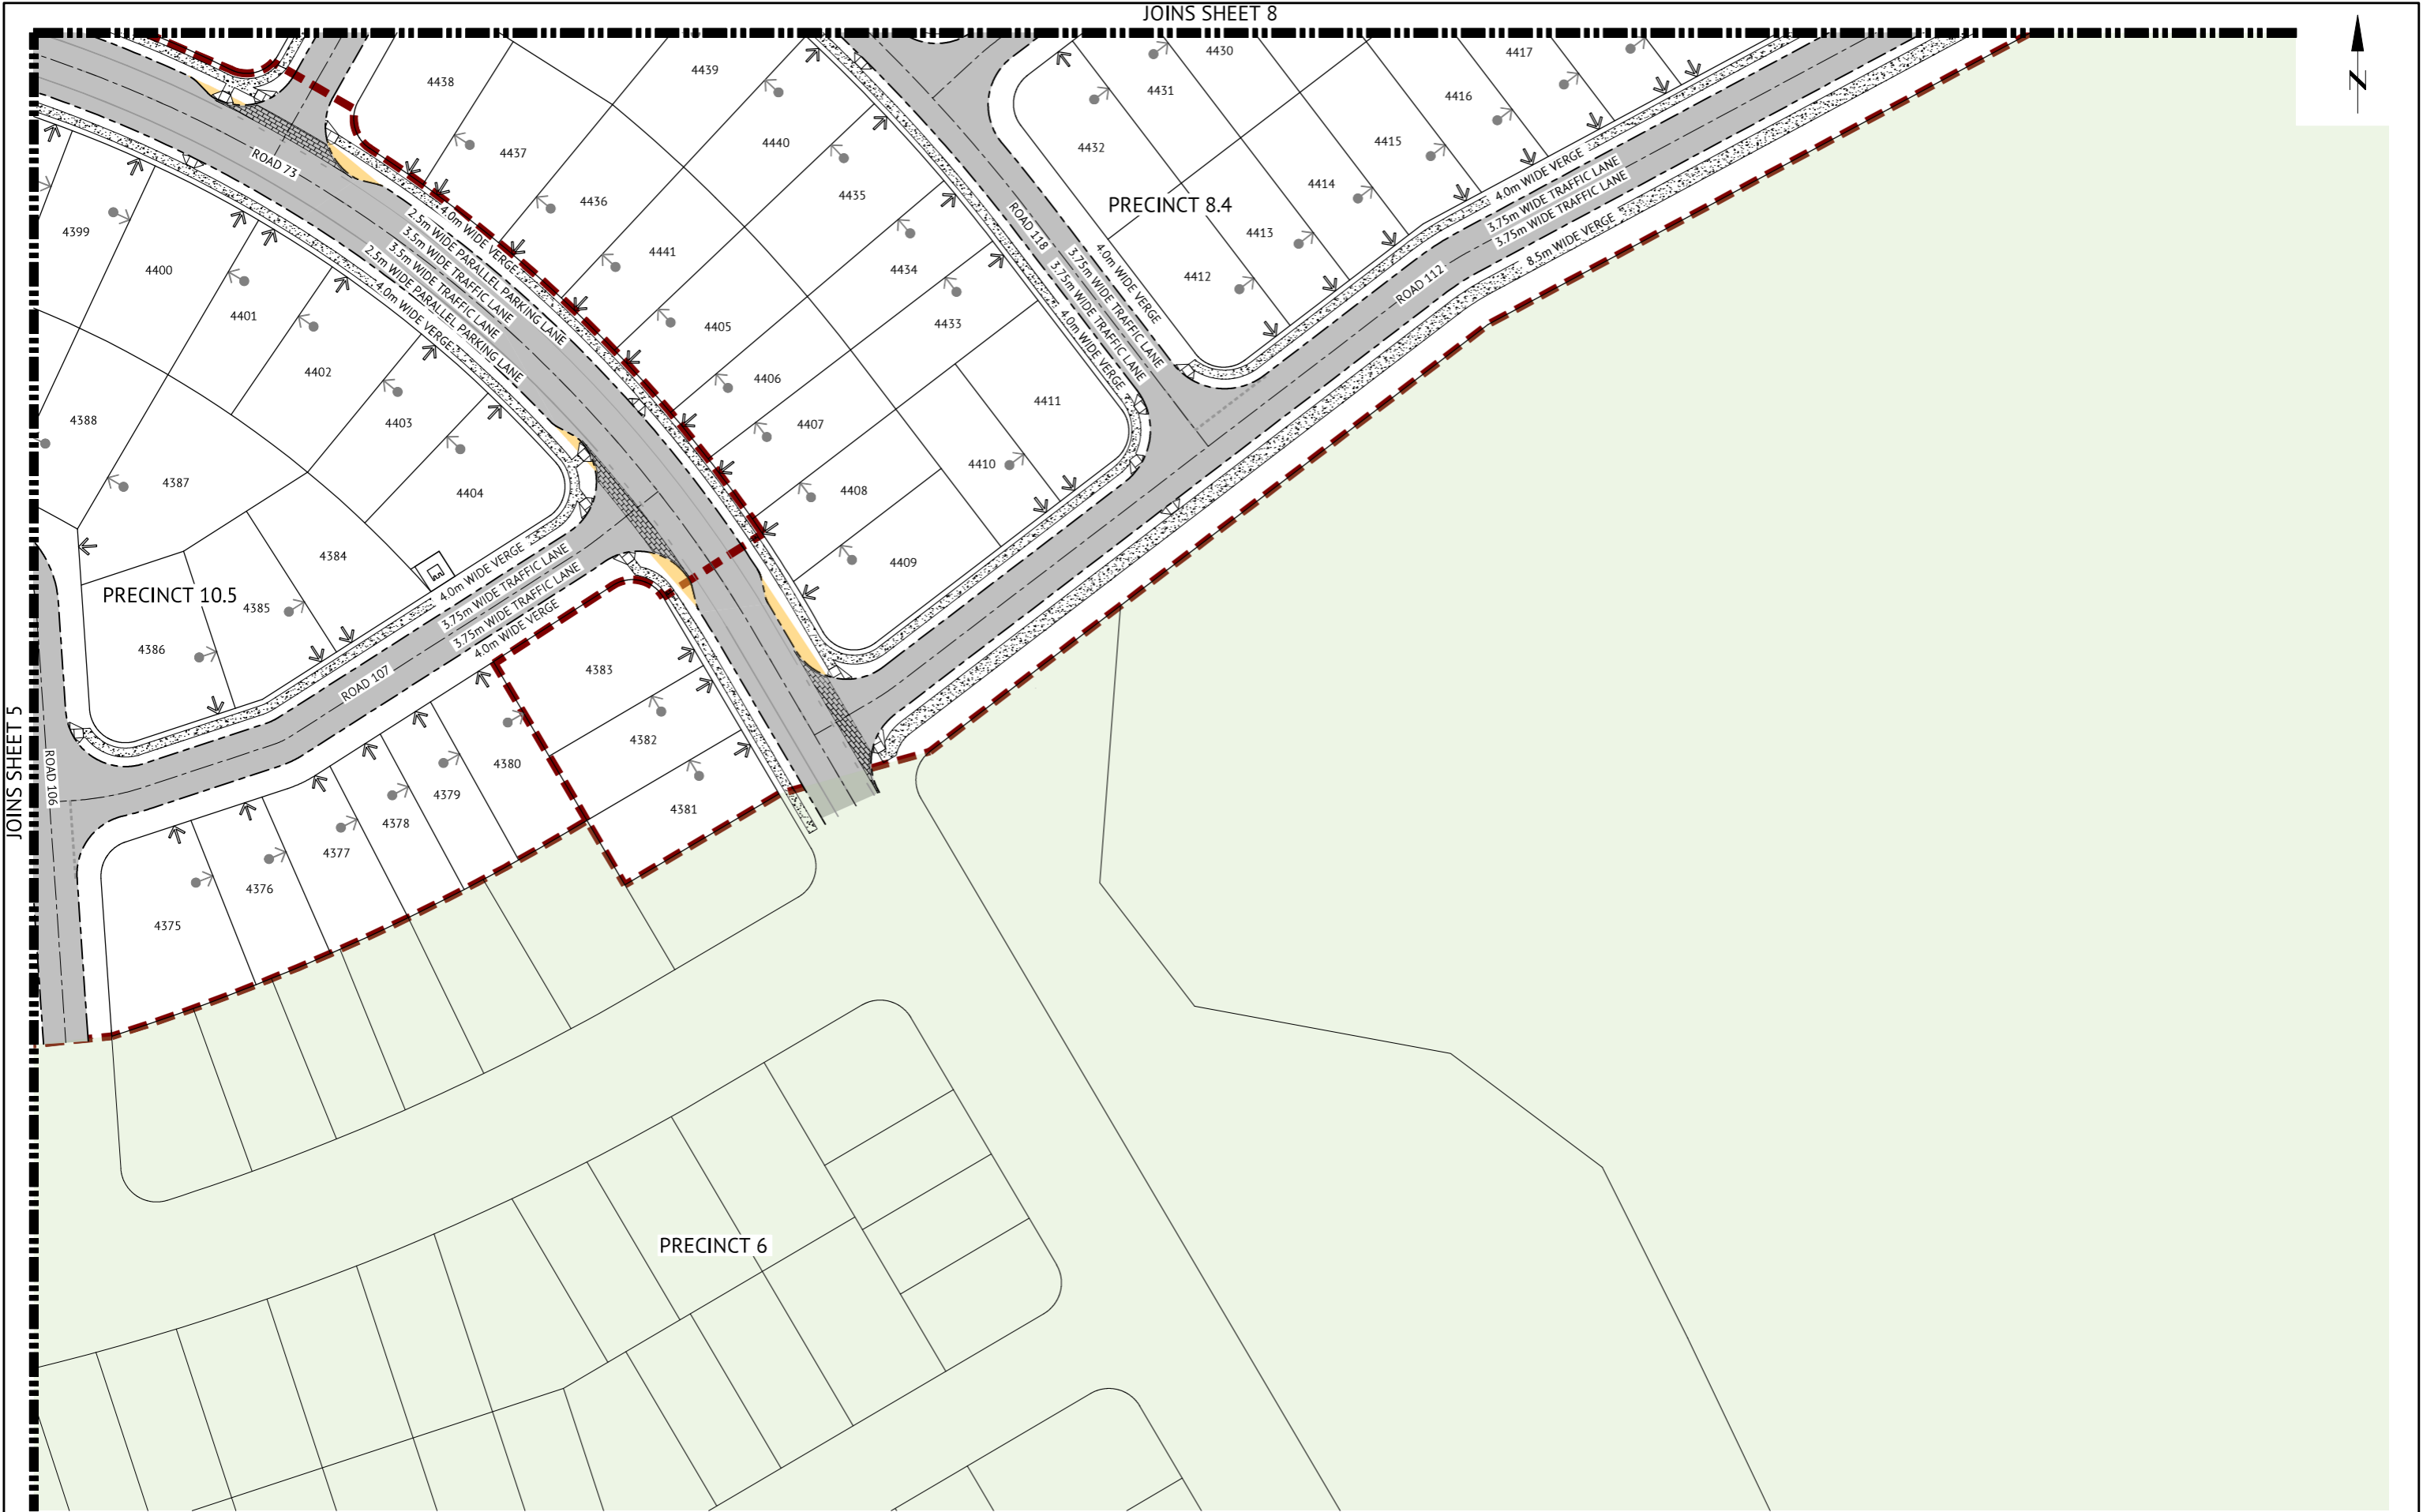 JOINS SHEET 8
N
JOINS SHEET 5
4438
4439
4430
4417
4431
4416
4437
4440
4432
4415
ROAD 73
4436
4435
PRECINCT 8.4
4414
4.0m WIDE VERGE
3.75m WIDE TRAFFIC LANE
3.75m WIDE TRAFFIC LANE
8.5m WIDE VERGE
4399
4400
4401
4441
4434
4413
4412
ROAD 118
4.0m WIDE VERGE
3.75m WIDE TRAFFIC LANE
3.75m WIDE TRAFFIC LANE
4.0m WIDE VERGE
ROAD 112
4.0m WIDE VERGE
2.5m WIDE PARALLEL PARKING LANE
3.5m WIDE TRAFFIC LANE
3.5m WIDE TRAFFIC LANE
2.5m WIDE PARALLEL PARKING LANE
4.0m WIDE VERGE
4405
4433
4402
4406
4403
4411
4388
4407
4410
4387
4404
4408
4384
4409
4.0m WIDE VERGE
3.75m WIDE TRAFFIC LANE
3.75m WIDE TRAFFIC LANE
4.0m WIDE VERGE
PRECINCT 10.5
4385
4386
4383
ROAD 107
4382
ROAD 106
4380
4379
4381
4378
4377
4376
4375
PRECINCT 6